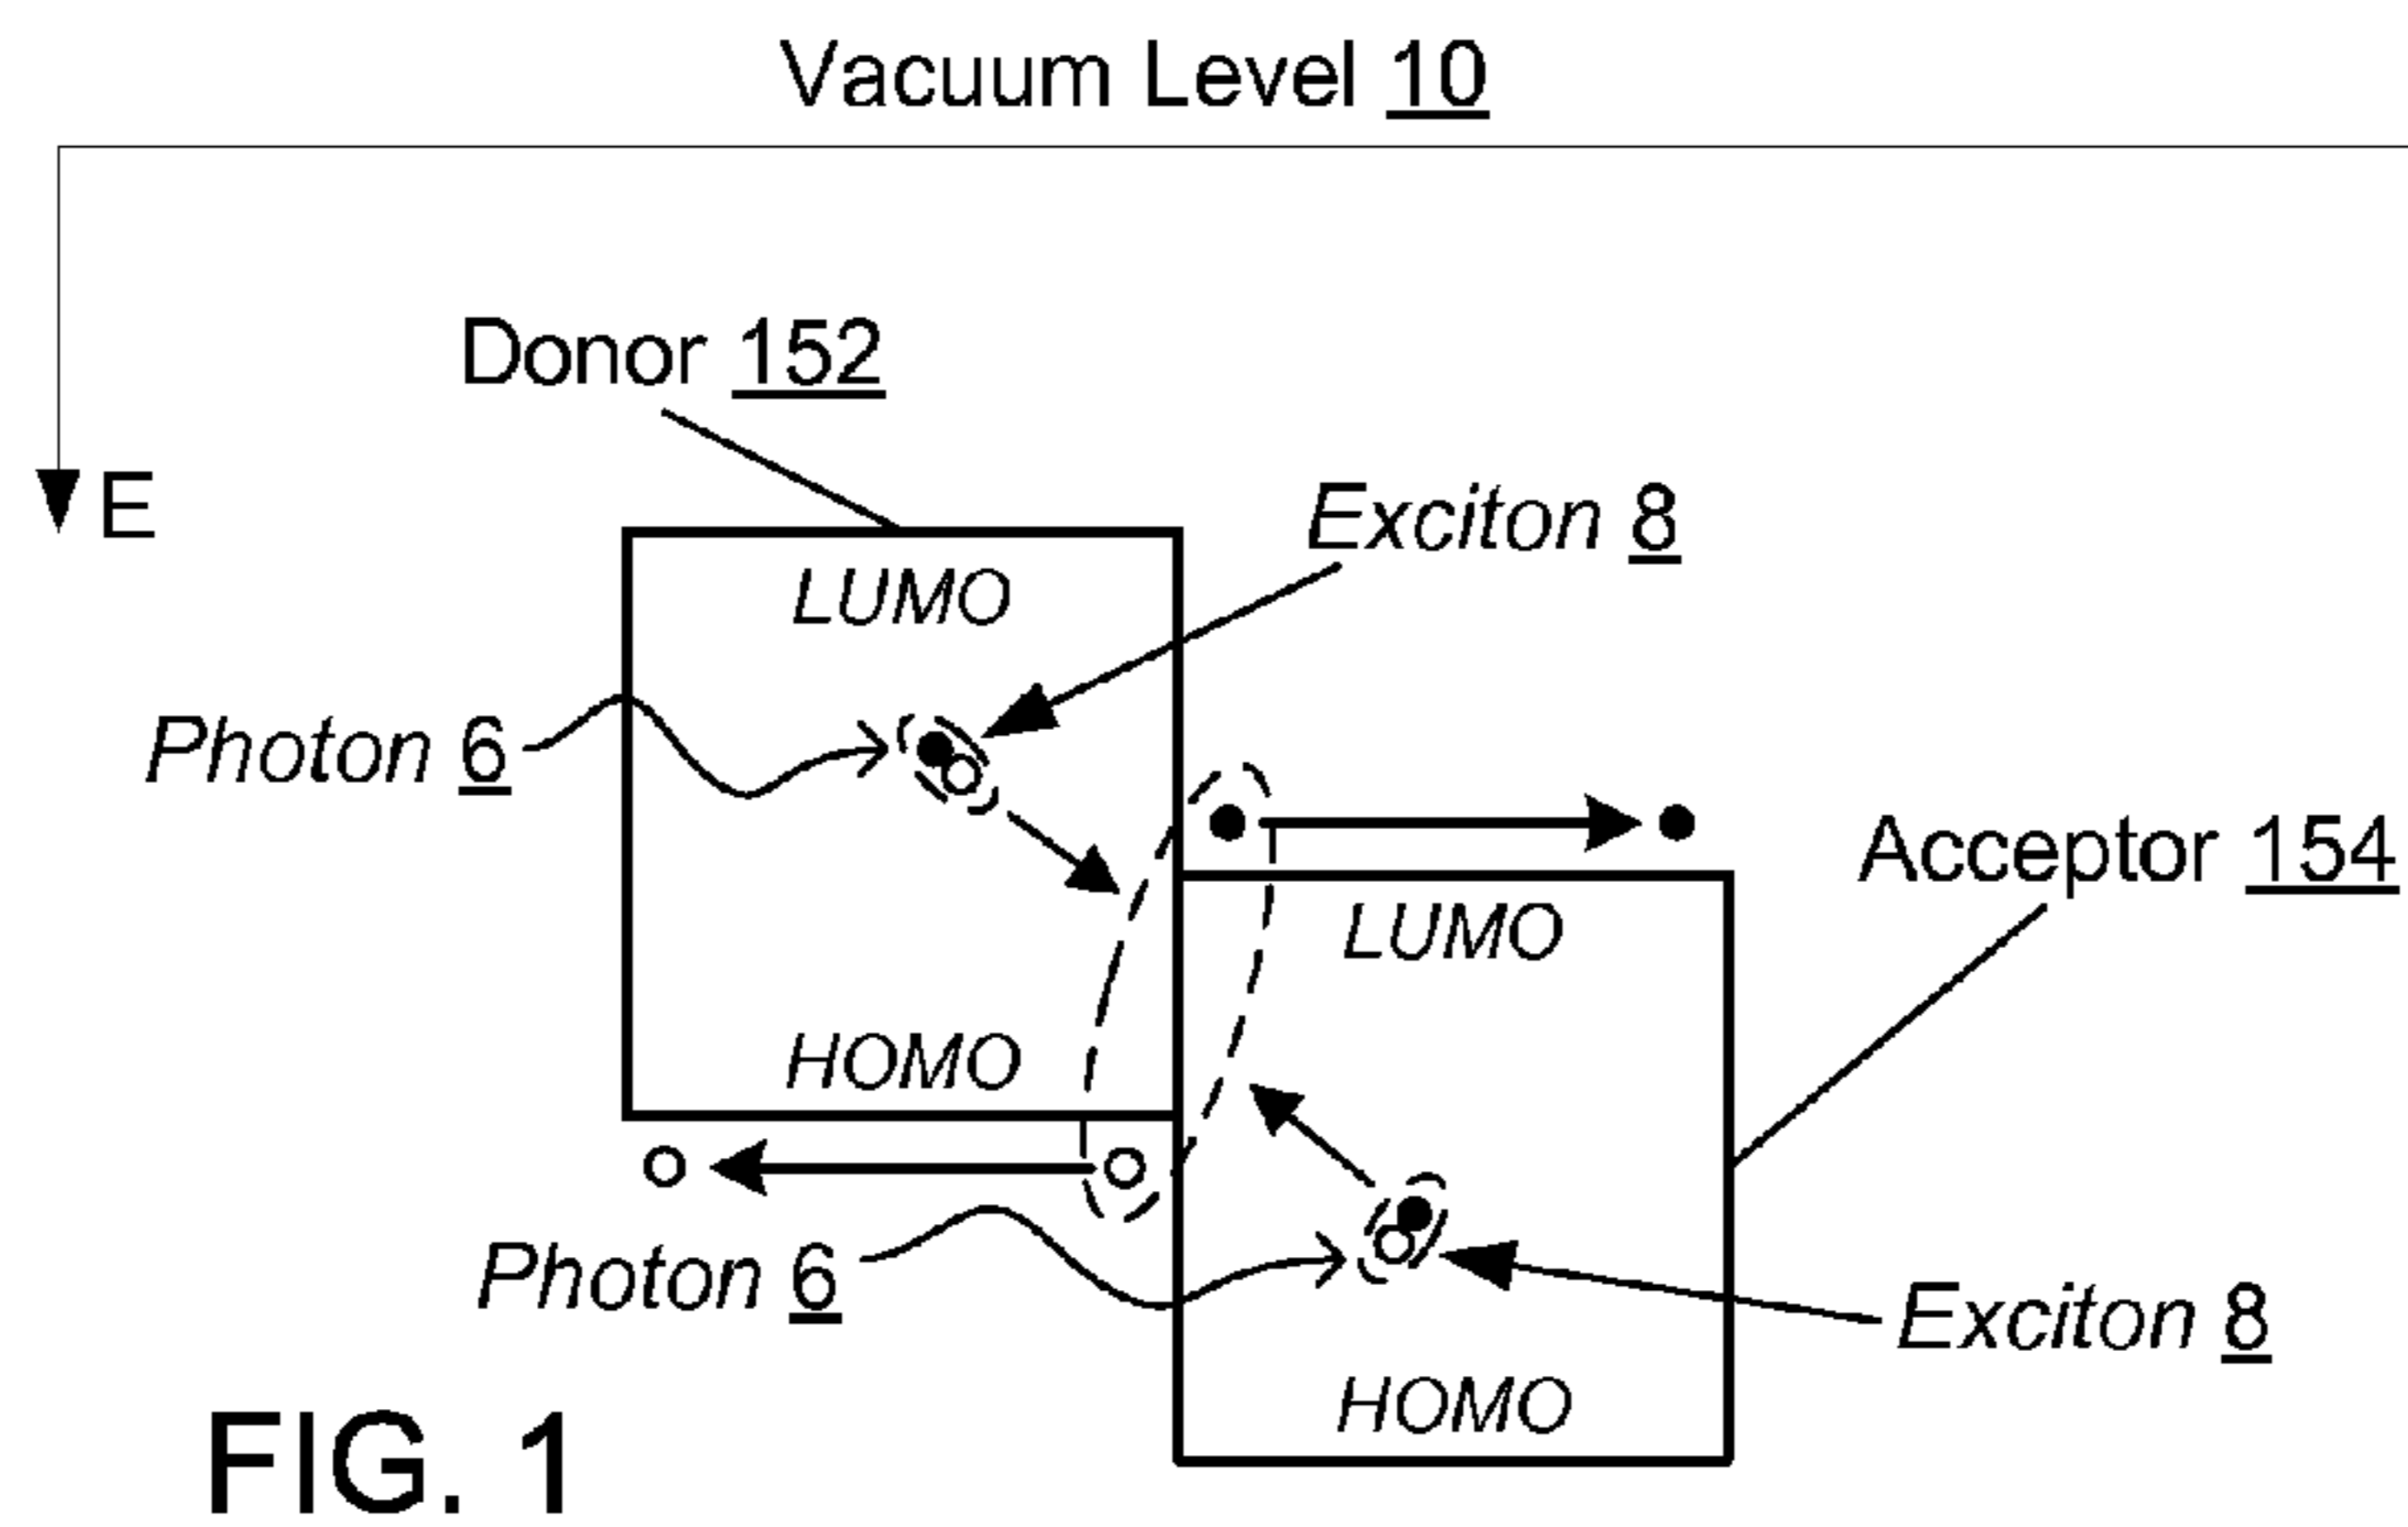 Vacuum Level 10
E
Donor 152
Exciton 8
LUMO
Photon 6
Acceptor 154
LUMO
HOMO
Photon 6
Exciton 8
HOMO
FIG. 1